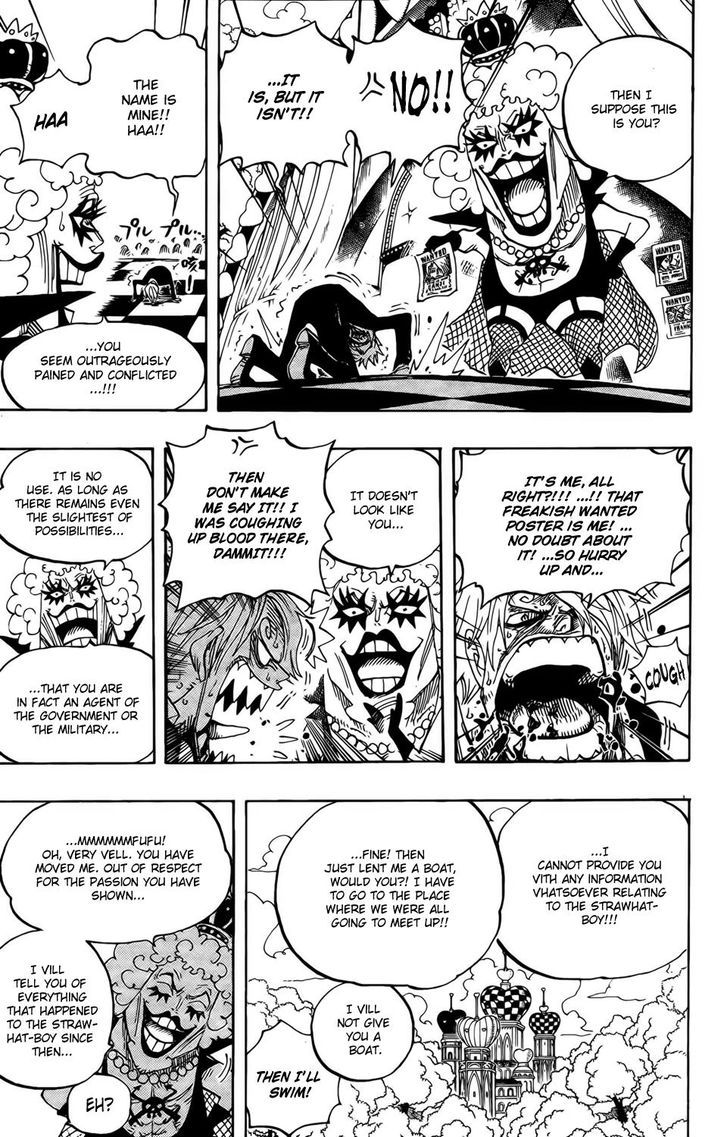 THEN I
SUPPOSE THIS
IS YOU?
NO!!
...IT
IS, BUT IT
ISN'T!!
WANTED
WANTED
WANTED
FRANK
THE
NAME IS
MINE!!
HAA!!
HAA
プル プル...
...YOU
SEEM OUTRAGEOUSLY
PAINED AND CONFLICTED
...!!!
IT'S ME, ALL
RIGHT?!!! ...!! THAT
FREAKISH WANTED
POSTER IS ME! ...
NO DOUBT ABOUT
IT! ...SO HURRY
UP AND...
COUGH
IT DOESN'T
LOOK LIKE
YOU...
THEN
DON'T MAKE
ME SAY IT!! I
WAS COUGHING
UP BLOOD THERE,
DAMMIT!!!
IT IS NO
USE. AS LONG AS
THERE REMAINS EVEN
THE SLIGHTEST OF
POSSIBILITIES...
...THAT YOU ARE
IN FACT AN AGENT OF
THE GOVERNMENT OR
THE MILITARY...
...I
CANNOT PROVIDE YOU
VITH ANY INFORMATION
VHATSOEVER RELATING
TO THE STRAWHAT-
BOY!!!
...FINE! THEN
JUST LENT ME A BOAT,
WOULD YOU?! I HAVE
TO GO TO THE PLACE
WHERE WE WERE ALL
GOING TO MEET UP!!
I VILL
NOT GIVE
YOU A
BOAT.
THEN I'LL
SWIM!
...MMMMMMFUFU!
OH, VERY VELL. YOU HAVE
MOVED ME. OUT OF RESPECT
FOR THE PASSION YOU HAVE
SHOWN...
I VILL
TELL YOU OF
EVERYTHING
THAT HAPPENED
TO THE STRAW-
HAT-BOY SINCE
THEN...
EH?